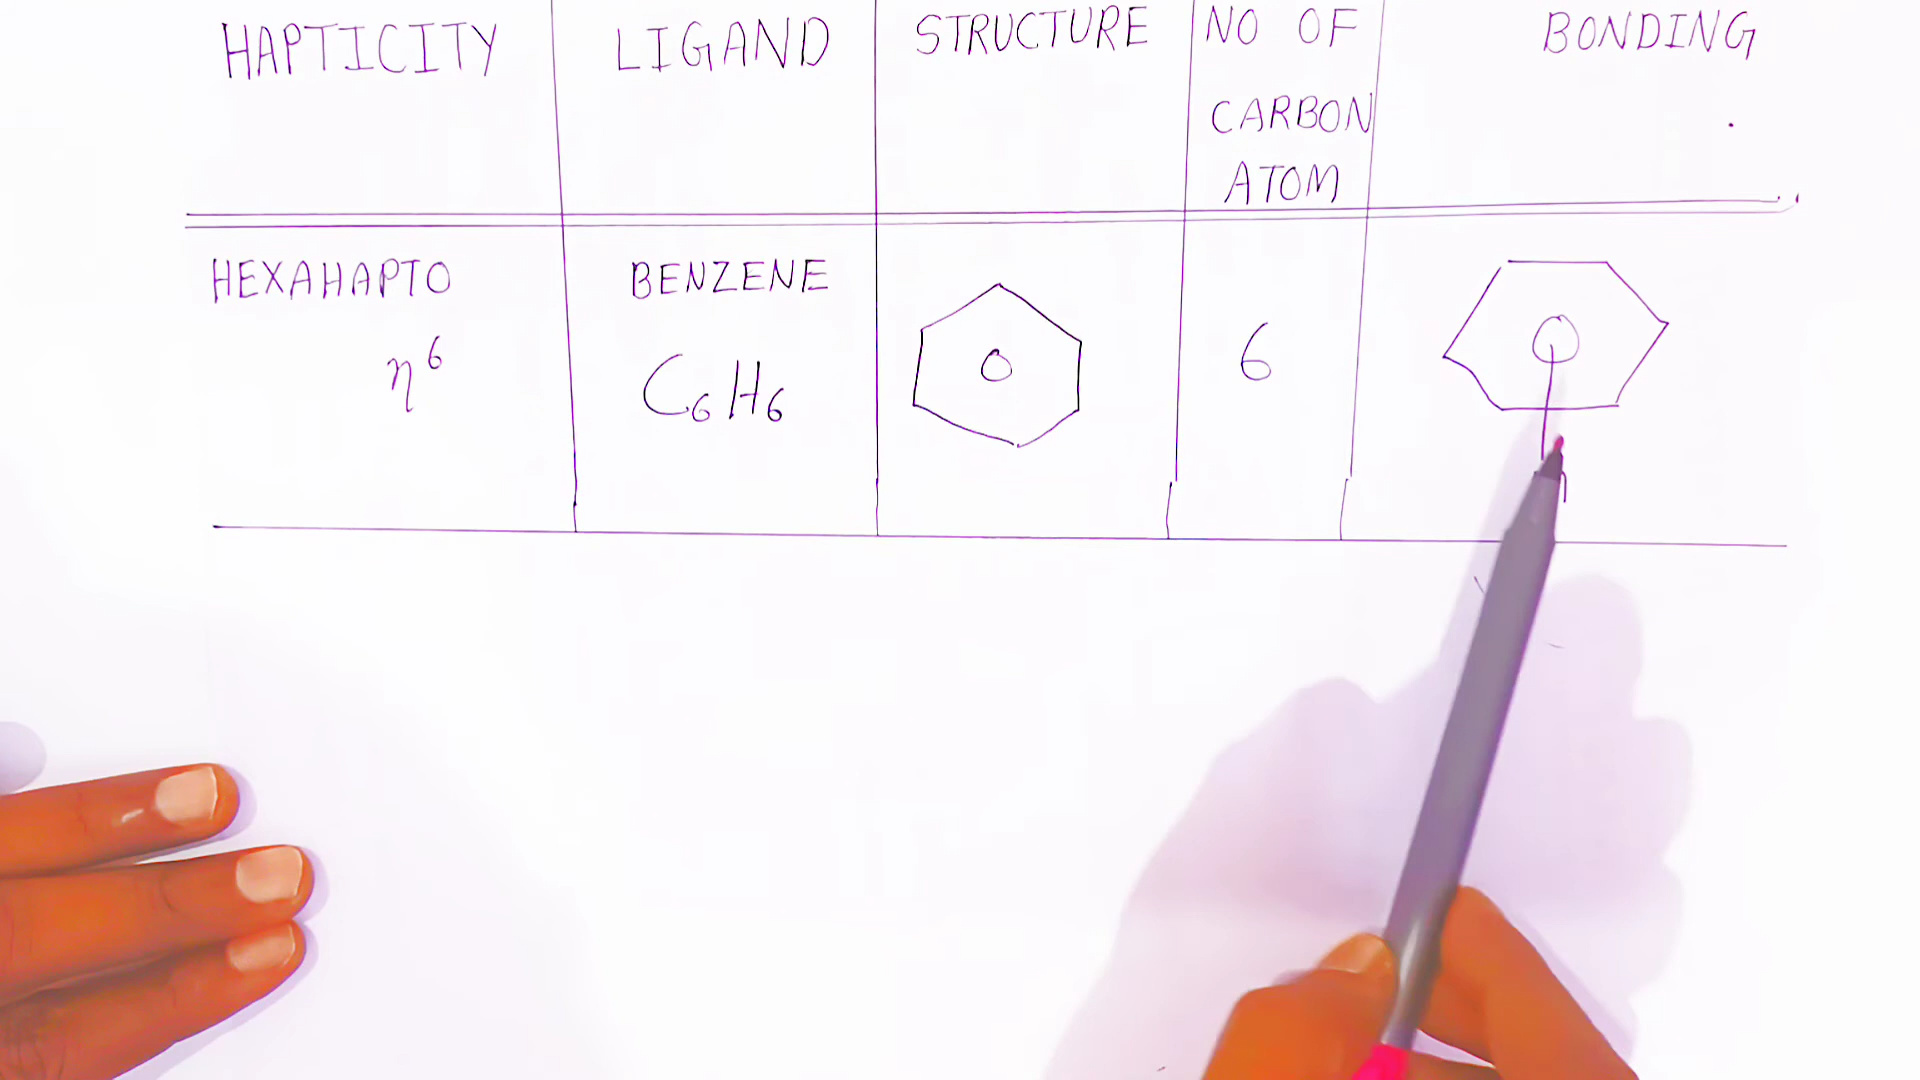 HAPTICITY
LIGAND
STRUCTURE
NO OF
CARBON
ATOM
BONDING
HEXAHAPTO
η⁶
BENZENE
C₆H₆
6